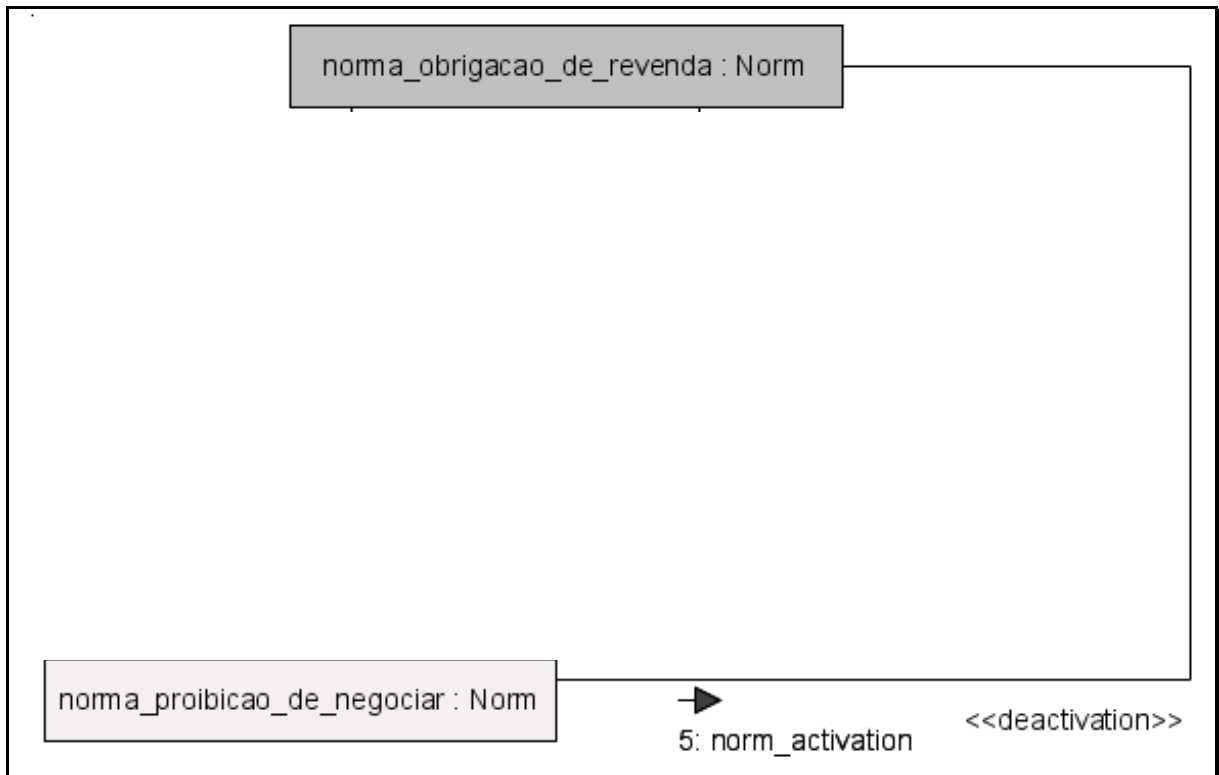 norma_obrigacao_de_revenda : Norm
norma_proibicao_de_negociar : Norm
5: norm_activation
<<deactivation>>